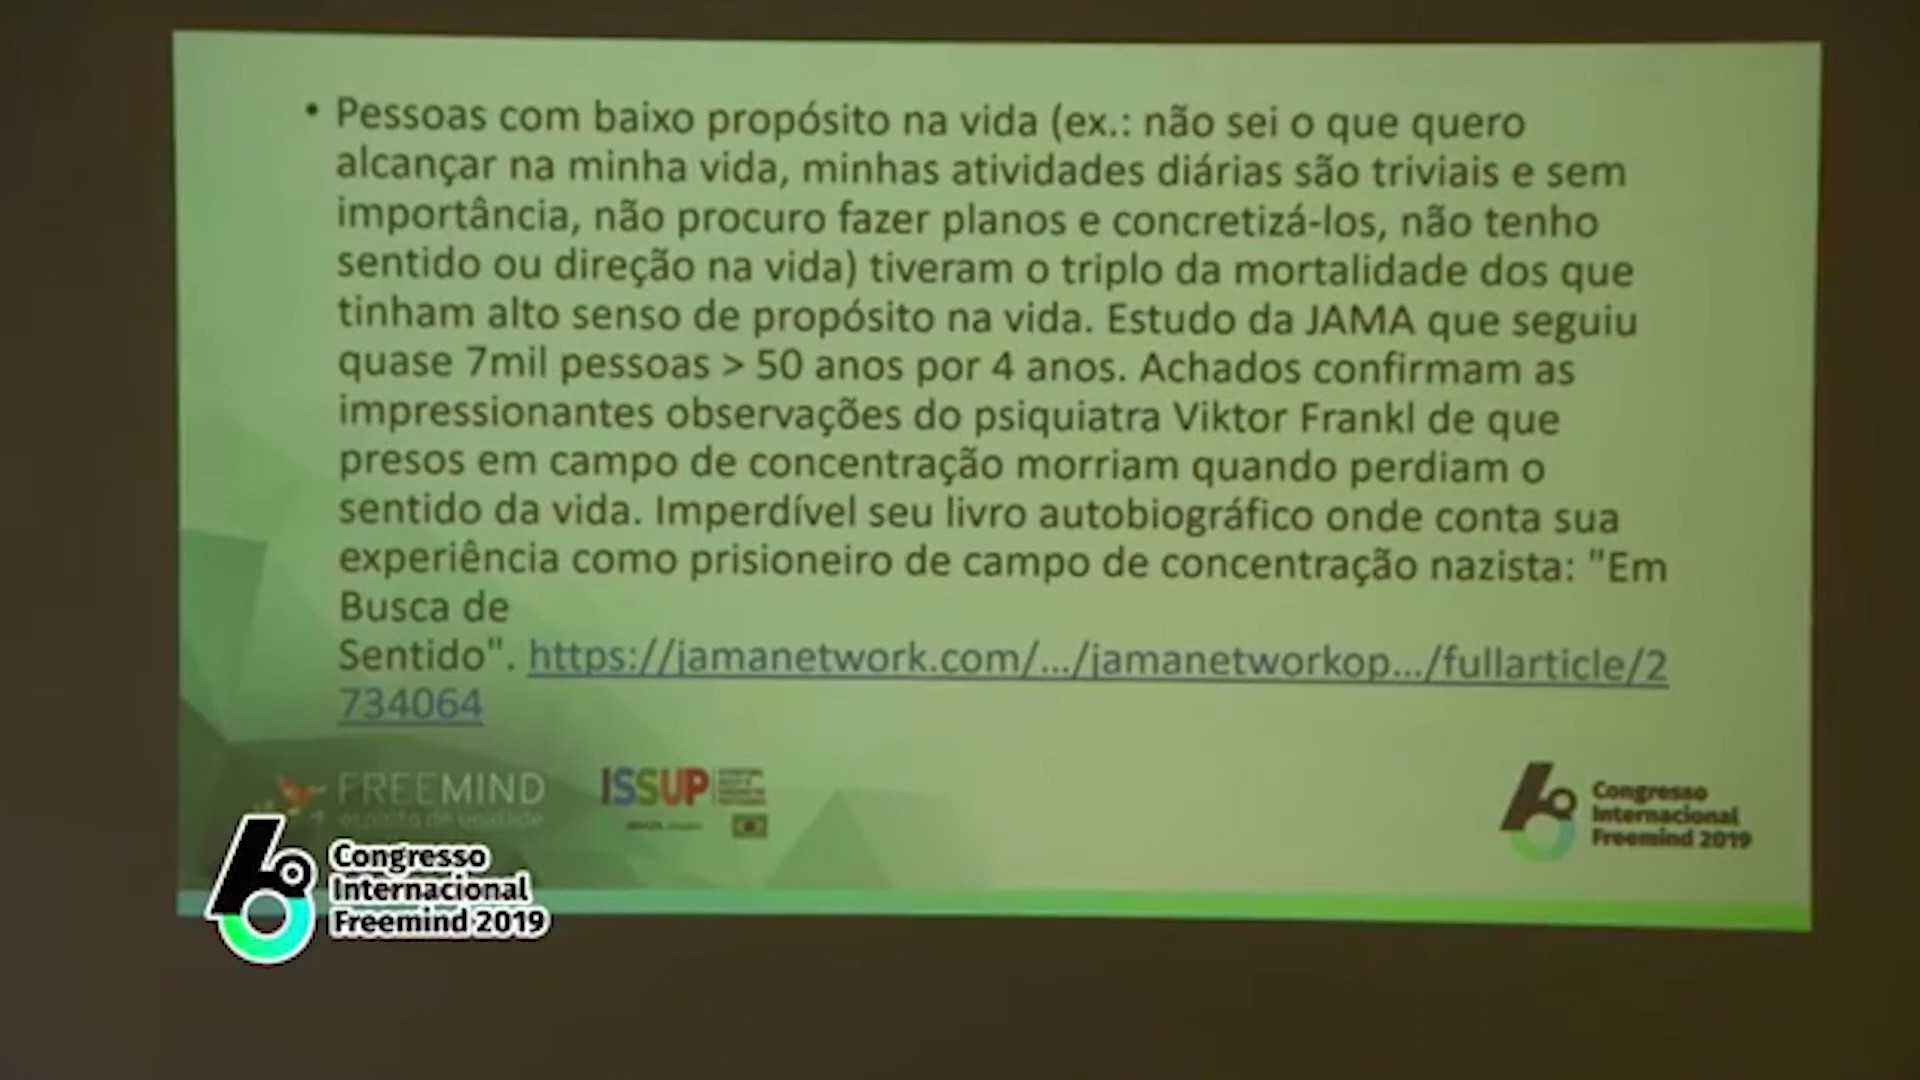 • Pessoas com baixo propósito na vida (ex.: não sei o que quero
alcançar na minha vida, minhas atividades diárias são triviais e sem
importância, não procuro fazer planos e concretizá-los, não tenho
sentido ou direção na vida) tiveram o triplo da mortalidade dos que
tinham alto senso de propósito na vida. Estudo da JAMA que seguiu
quase 7mil pessoas > 50 anos por 4 anos. Achados confirmam as
impressionantes observações do psiquiatra Viktor Frankl de que
presos em campo de concentração morriam quando perdiam o
sentido da vida. Imperdível seu livro autobiográfico onde conta sua
experiência como prisioneiro de campo de concentração nazista: "Em
Busca de
Sentido". https://jamanetwork.com/.../jamanetworkop.../fullarticle/2
734064
FREEMIND
espírito de unidade
ISSUP
6º
Congresso
Internacional
Freemind 2019
6º
Congresso
Internacional
Freemind 2019